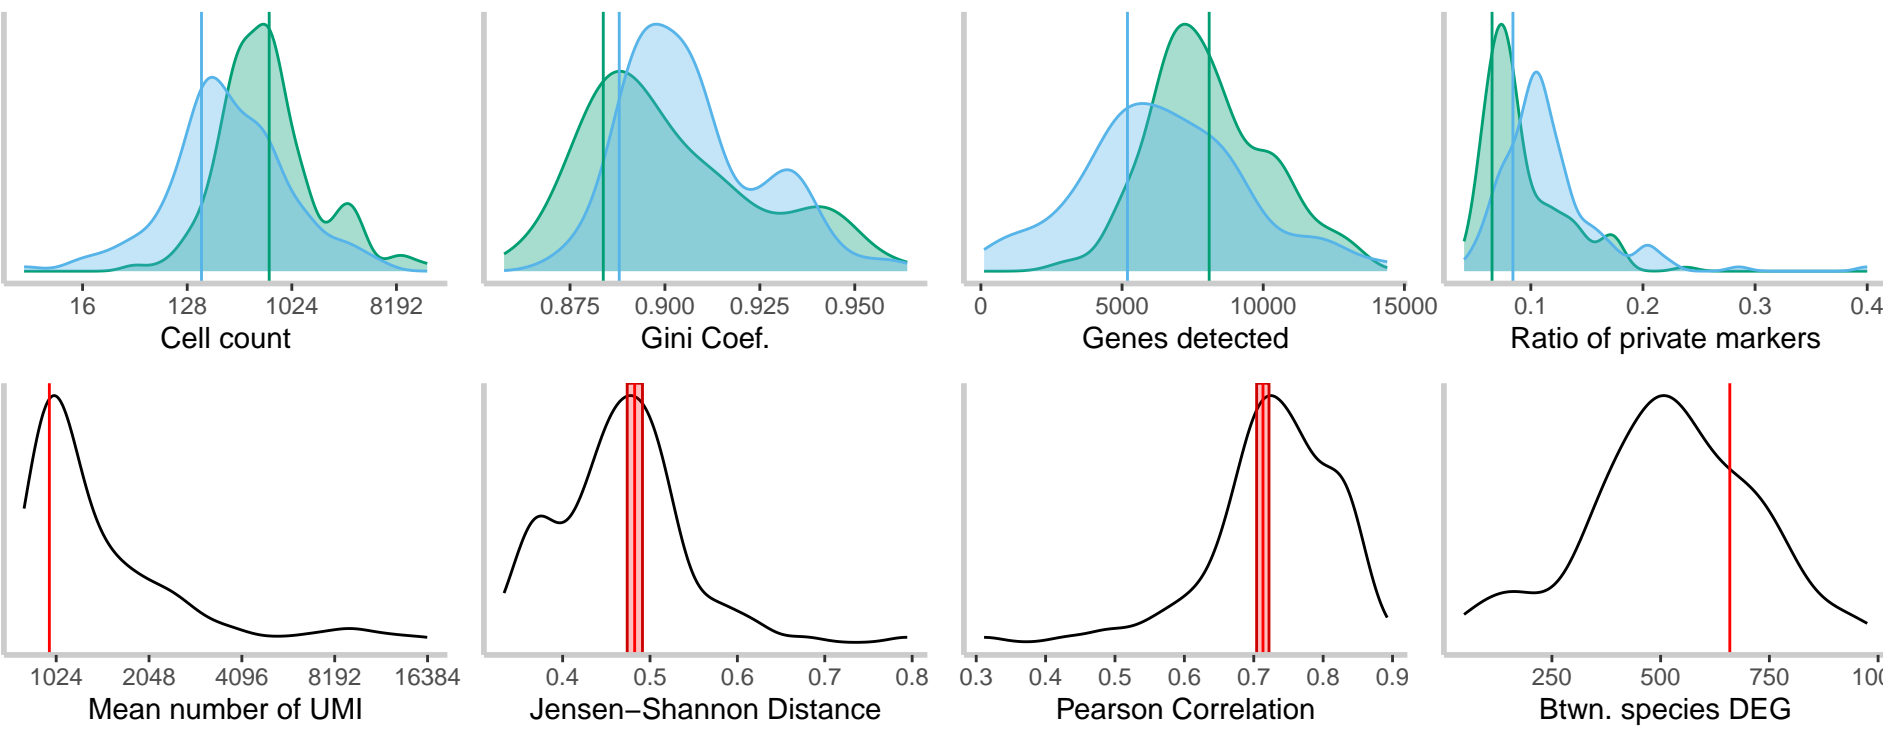 16 128 1024 8192
Cell count
0.875 0.900 0.925 0.950
Gini Coef.
0 5000 10000 15000
Genes detected
0.1 0.2 0.3 0.4
Ratio of private markers
1024 2048 4096 8192 16384
Mean number of UMI
0.4 0.5 0.6 0.7 0.8
Jensen−Shannon Distance
0.3 0.4 0.5 0.6 0.7 0.8 0.9
Pearson Correlation
250 500 750 100
Btwn. species DEG